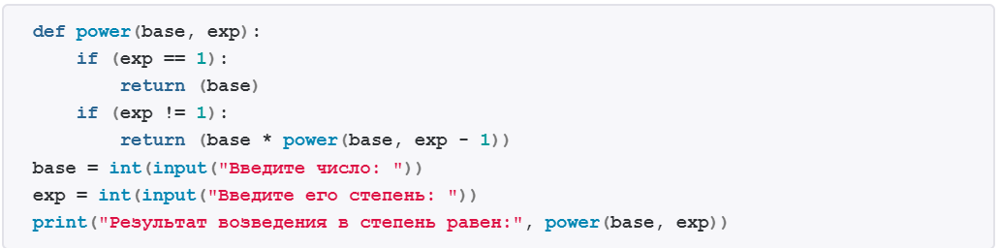 def power(base, exp):
    if (exp == 1):
        return (base)
    if (exp != 1):
        return (base * power(base, exp - 1))
base = int(input("Введите число: "))
exp = int(input("Введите его степень: "))
print("Результат возведения в степень равен:", power(base, exp))